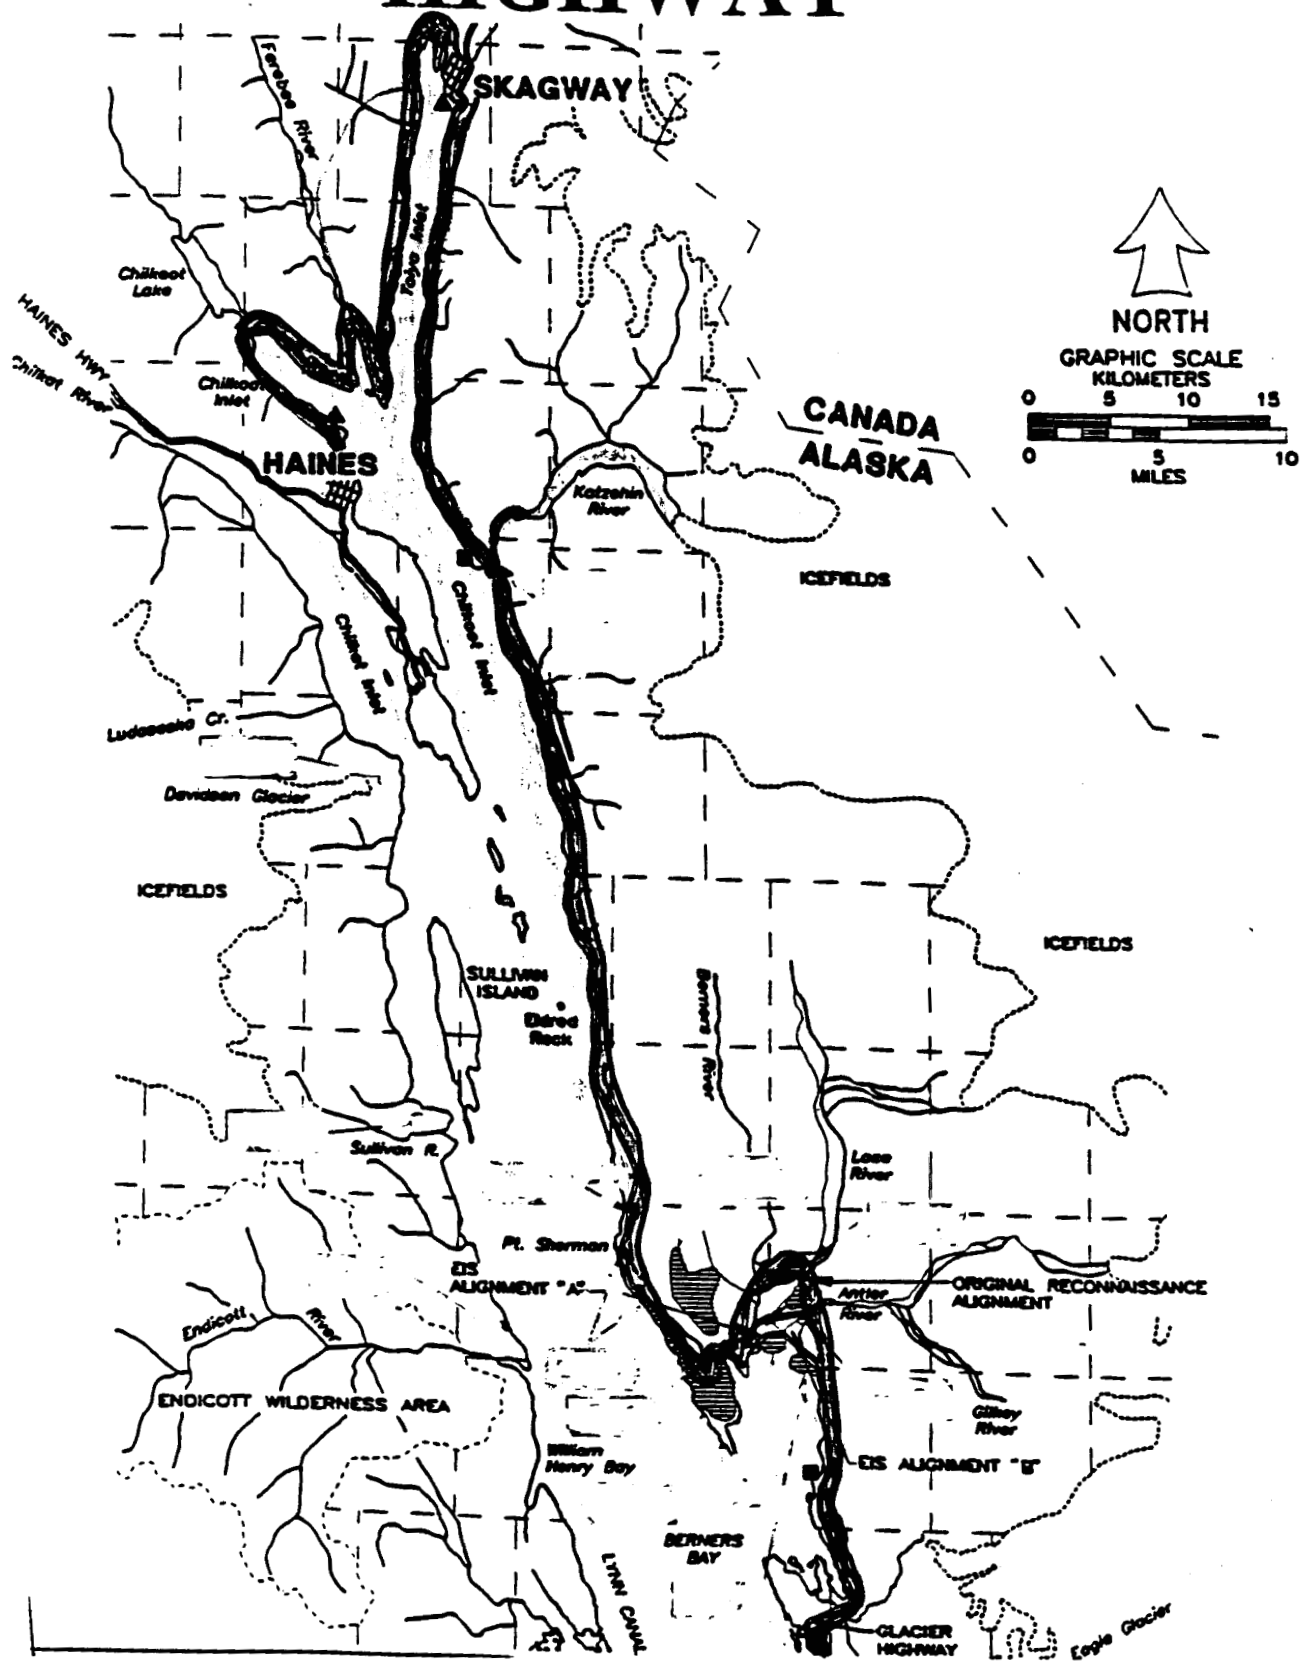 HIGHWAY
SKAGWAY
Ferebee River
Taiya Inlet
Chilkoot
Lake
HAINES HWY
Chilkat River
Chilkoot
Inlet
HAINES
NORTH
GRAPHIC SCALE
KILOMETERS
0 5 10 15
0 5 10
MILES
CANADA
ALASKA
Katzehin
River
ICEFIELDS
Chilkoot Inlet
Chilkat Inlet
Cr.
Davidson Glacier
ICEFIELDS
ICEFIELDS
SULLIVAN
ISLAND
Eldred
Rock
Berners River
Sullivan R.
Lace
River
Pt. Sherman
EIS
ALIGNMENT "A"
ORIGINAL RECONNAISSANCE
ALIGNMENT
Antler
River
Endicott River
ENDICOTT WILDERNESS AREA
Gilkey
River
William
Henry Bay
EIS ALIGNMENT "B"
BERNERS
BAY
LYNN CANAL
GLACIER
HIGHWAY
Eagle Glacier